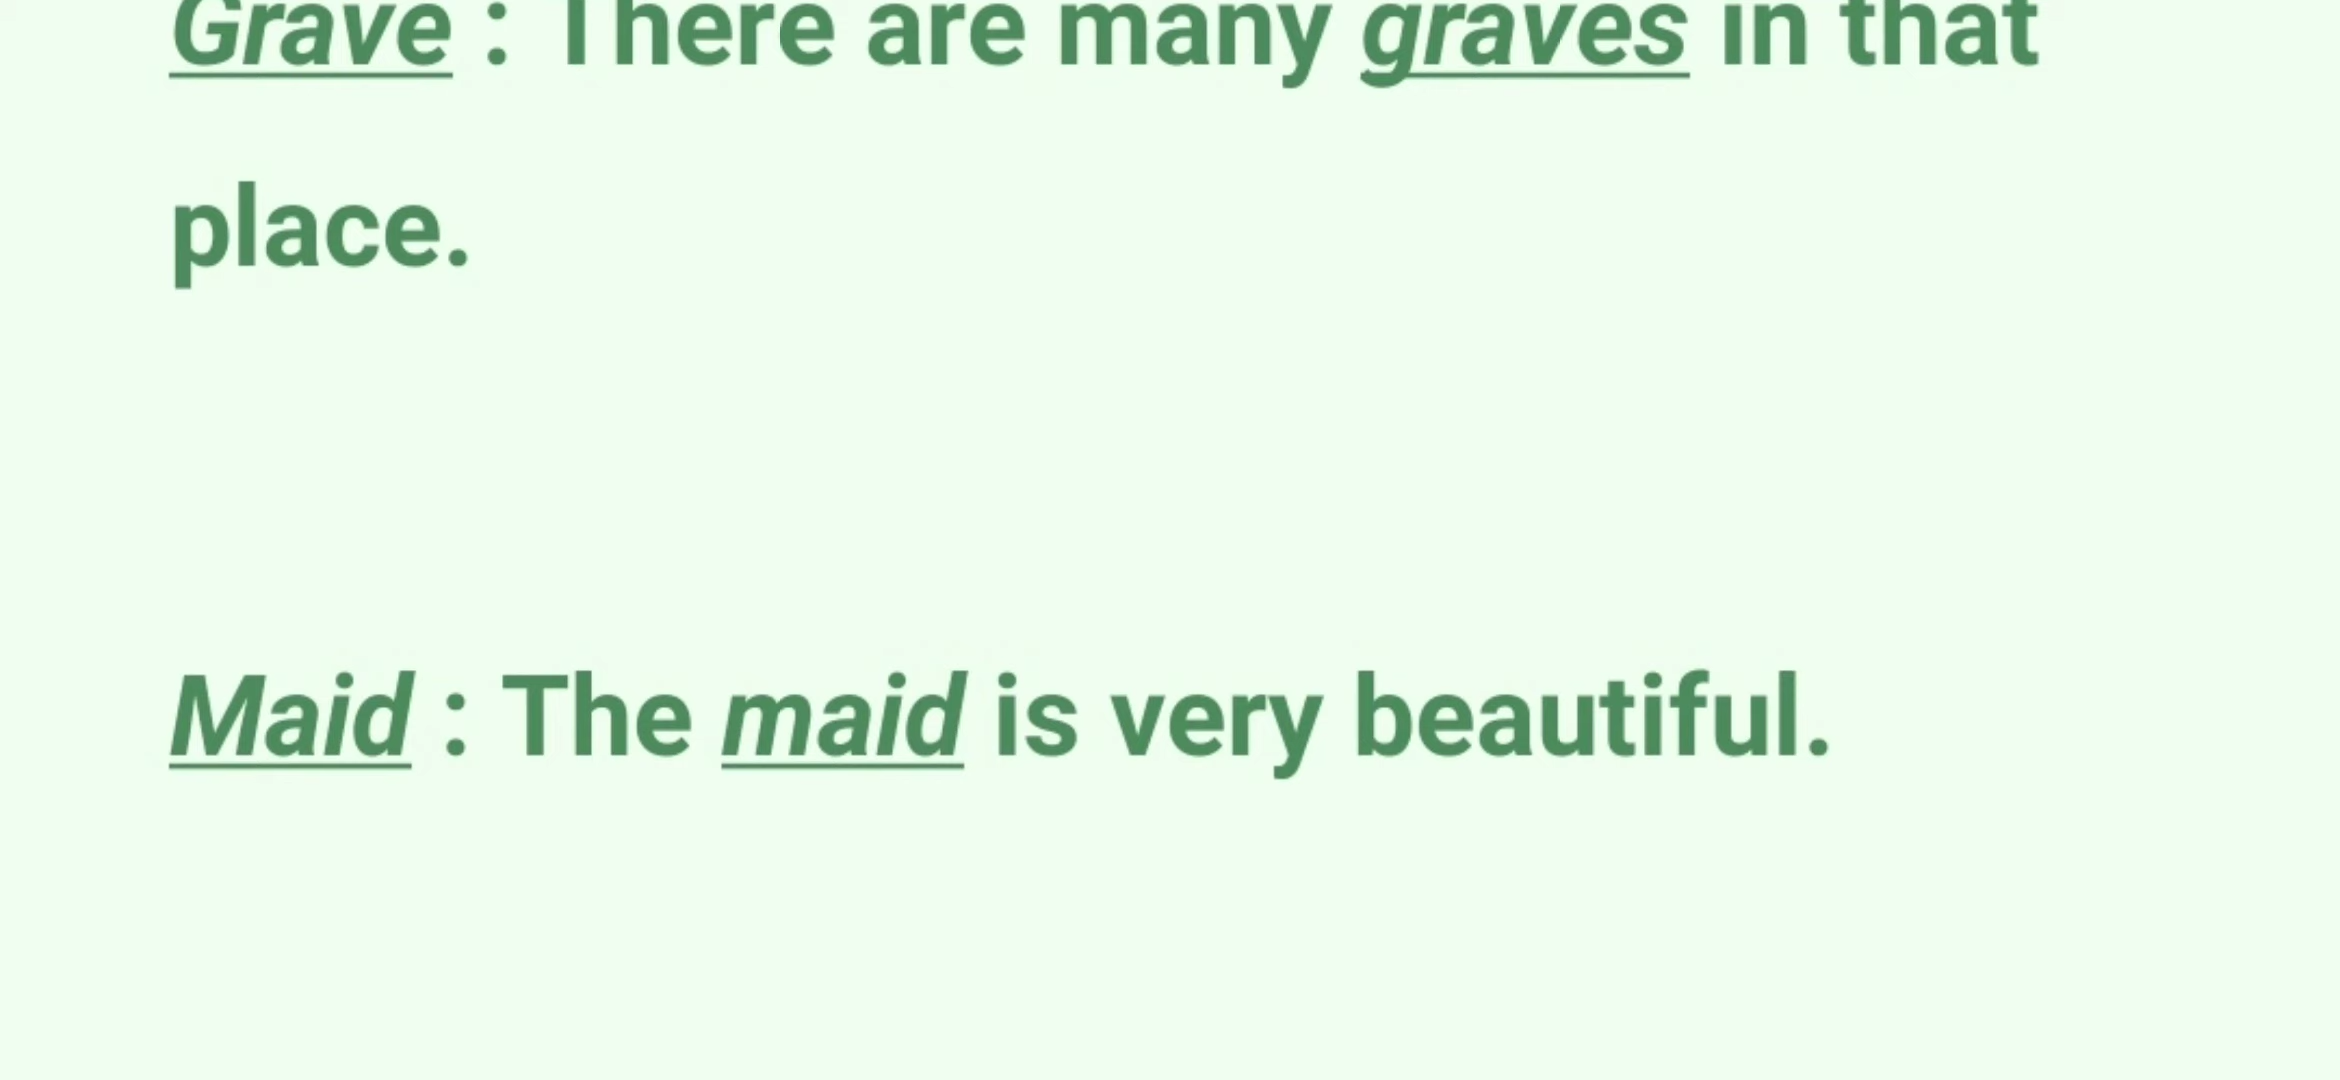 Grave : There are many graves in that
place.
Maid : The maid is very beautiful.